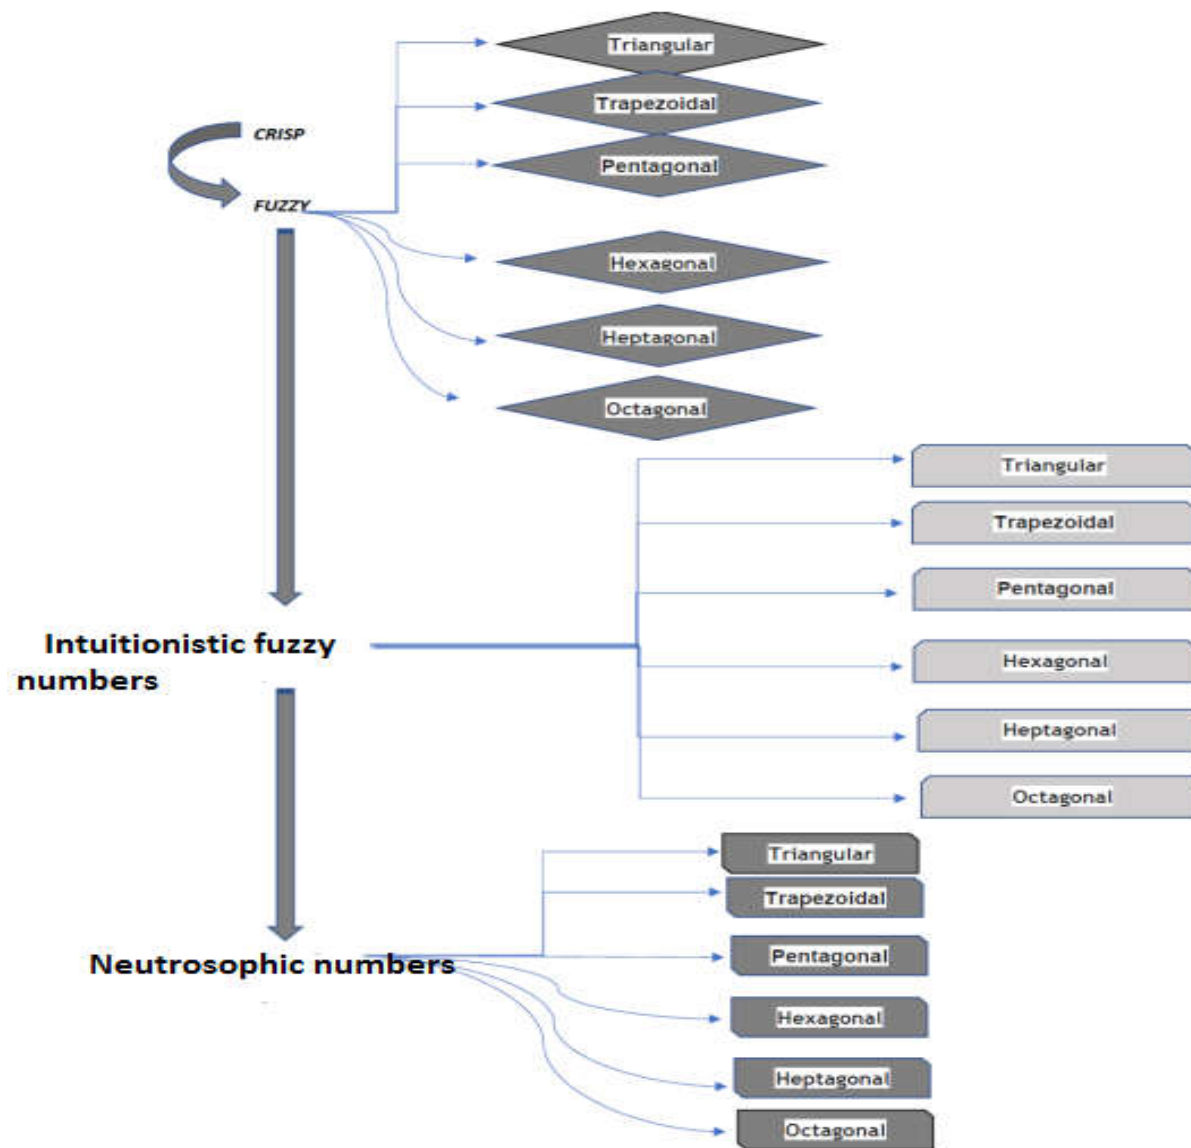 Triangular
Trapezoidal
CRISP
Pentagonal
FUZZY
Hexagonal
Heptagonal
Octagonal
Triangular
Trapezoidal
Pentagonal
Intuitionistic fuzzy
numbers
Hexagonal
Heptagonal
Octagonal
Triangular
Trapezoidal
Pentagonal
Neutrosophic numbers
Hexagonal
Heptagonal
Octagonal